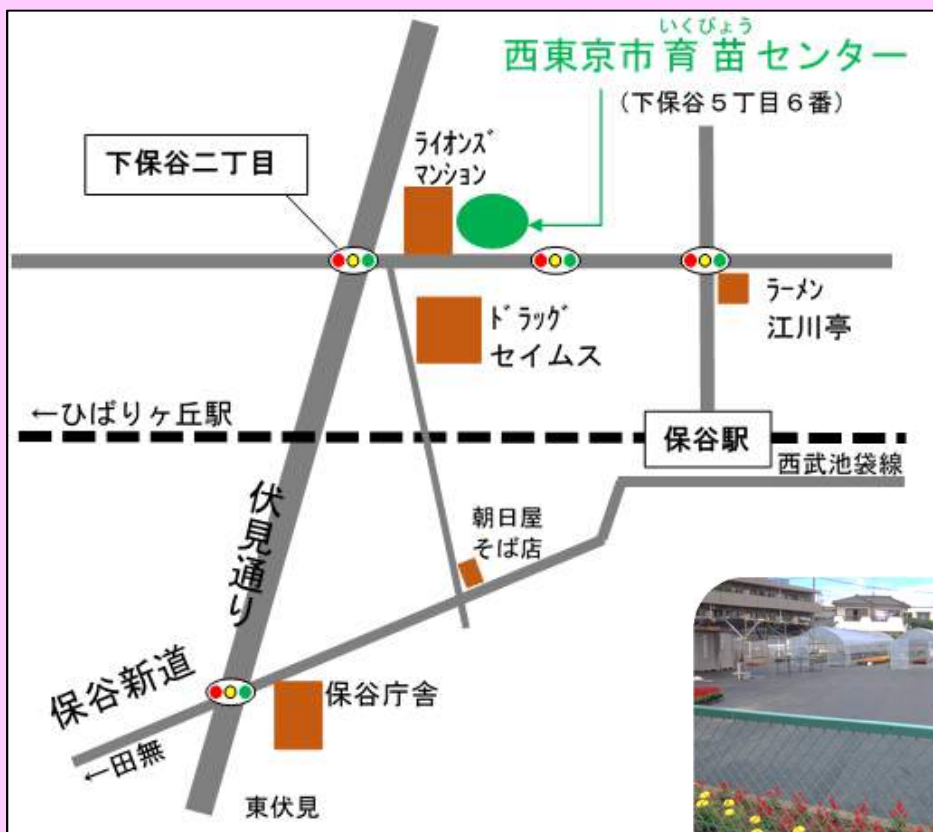 いくびょう
西東京市育苗センター
(下保谷5丁目6番)
下保谷二丁目
ﾗｲｵﾝｽﾞ
ﾏﾝｼｮﾝ
ﾗｰﾒﾝ
江川亭
ﾄﾞﾗｯｸﾞ
セイムス
←ひばりヶ丘駅
保谷駅
西武池袋線
伏見通り
朝日屋
そば店
保谷新道
保谷庁舎
←田無
東伏見